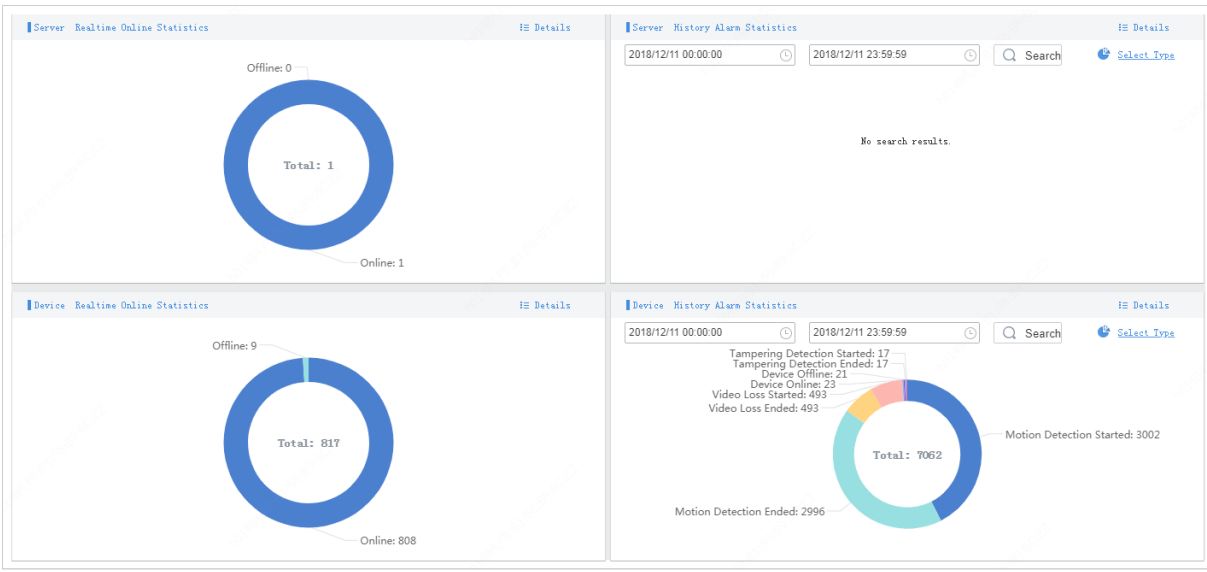 Server Realtime Online Statistics
Details
Offline: 0
Total: 1
Online: 1
Server History Alarm Statistics
Details
2018/12/11 00:00:00
2018/12/11 23:59:59
Search
Select Type
No search results.
Device Realtime Online Statistics
Details
Offline: 9
Total: 817
Online: 808
Device History Alarm Statistics
Details
2018/12/11 00:00:00
2018/12/11 23:59:59
Search
Select Type
Tampering Detection Started: 17
Tampering Detection Ended: 17
Device Offline: 21
Device Online: 23
Video Loss Started: 493
Video Loss Ended: 493
Motion Detection Started: 3002
Total: 7062
Motion Detection Ended: 2996